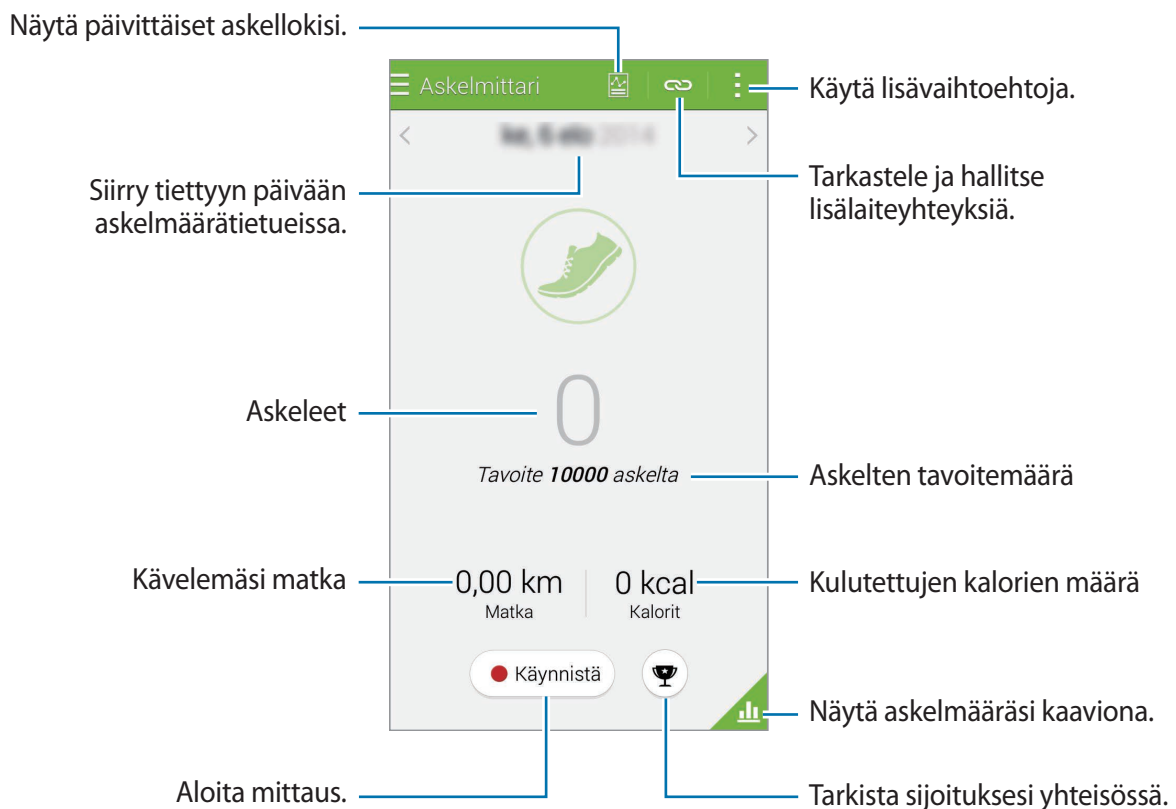 Näytä päivittäiset askellokisi.
Askelmittari
Käytä lisävaihtoehtoja.
Siirry tiettyyn päivään
askelmäärätietueissa.
Tarkastele ja hallitse
lisälaiteyhteyksiä.
Askeleet
0
Tavoite 10000 askelta
Askelten tavoitemäärä
Kävelemäsi matka
0,00 km
Matka
0 kcal
Kalorit
Kulutettujen kalorien määrä
Käynnistä
Näytä askelmääräsi kaaviona.
Aloita mittaus.
Tarkista sijoituksesi yhteisössä.